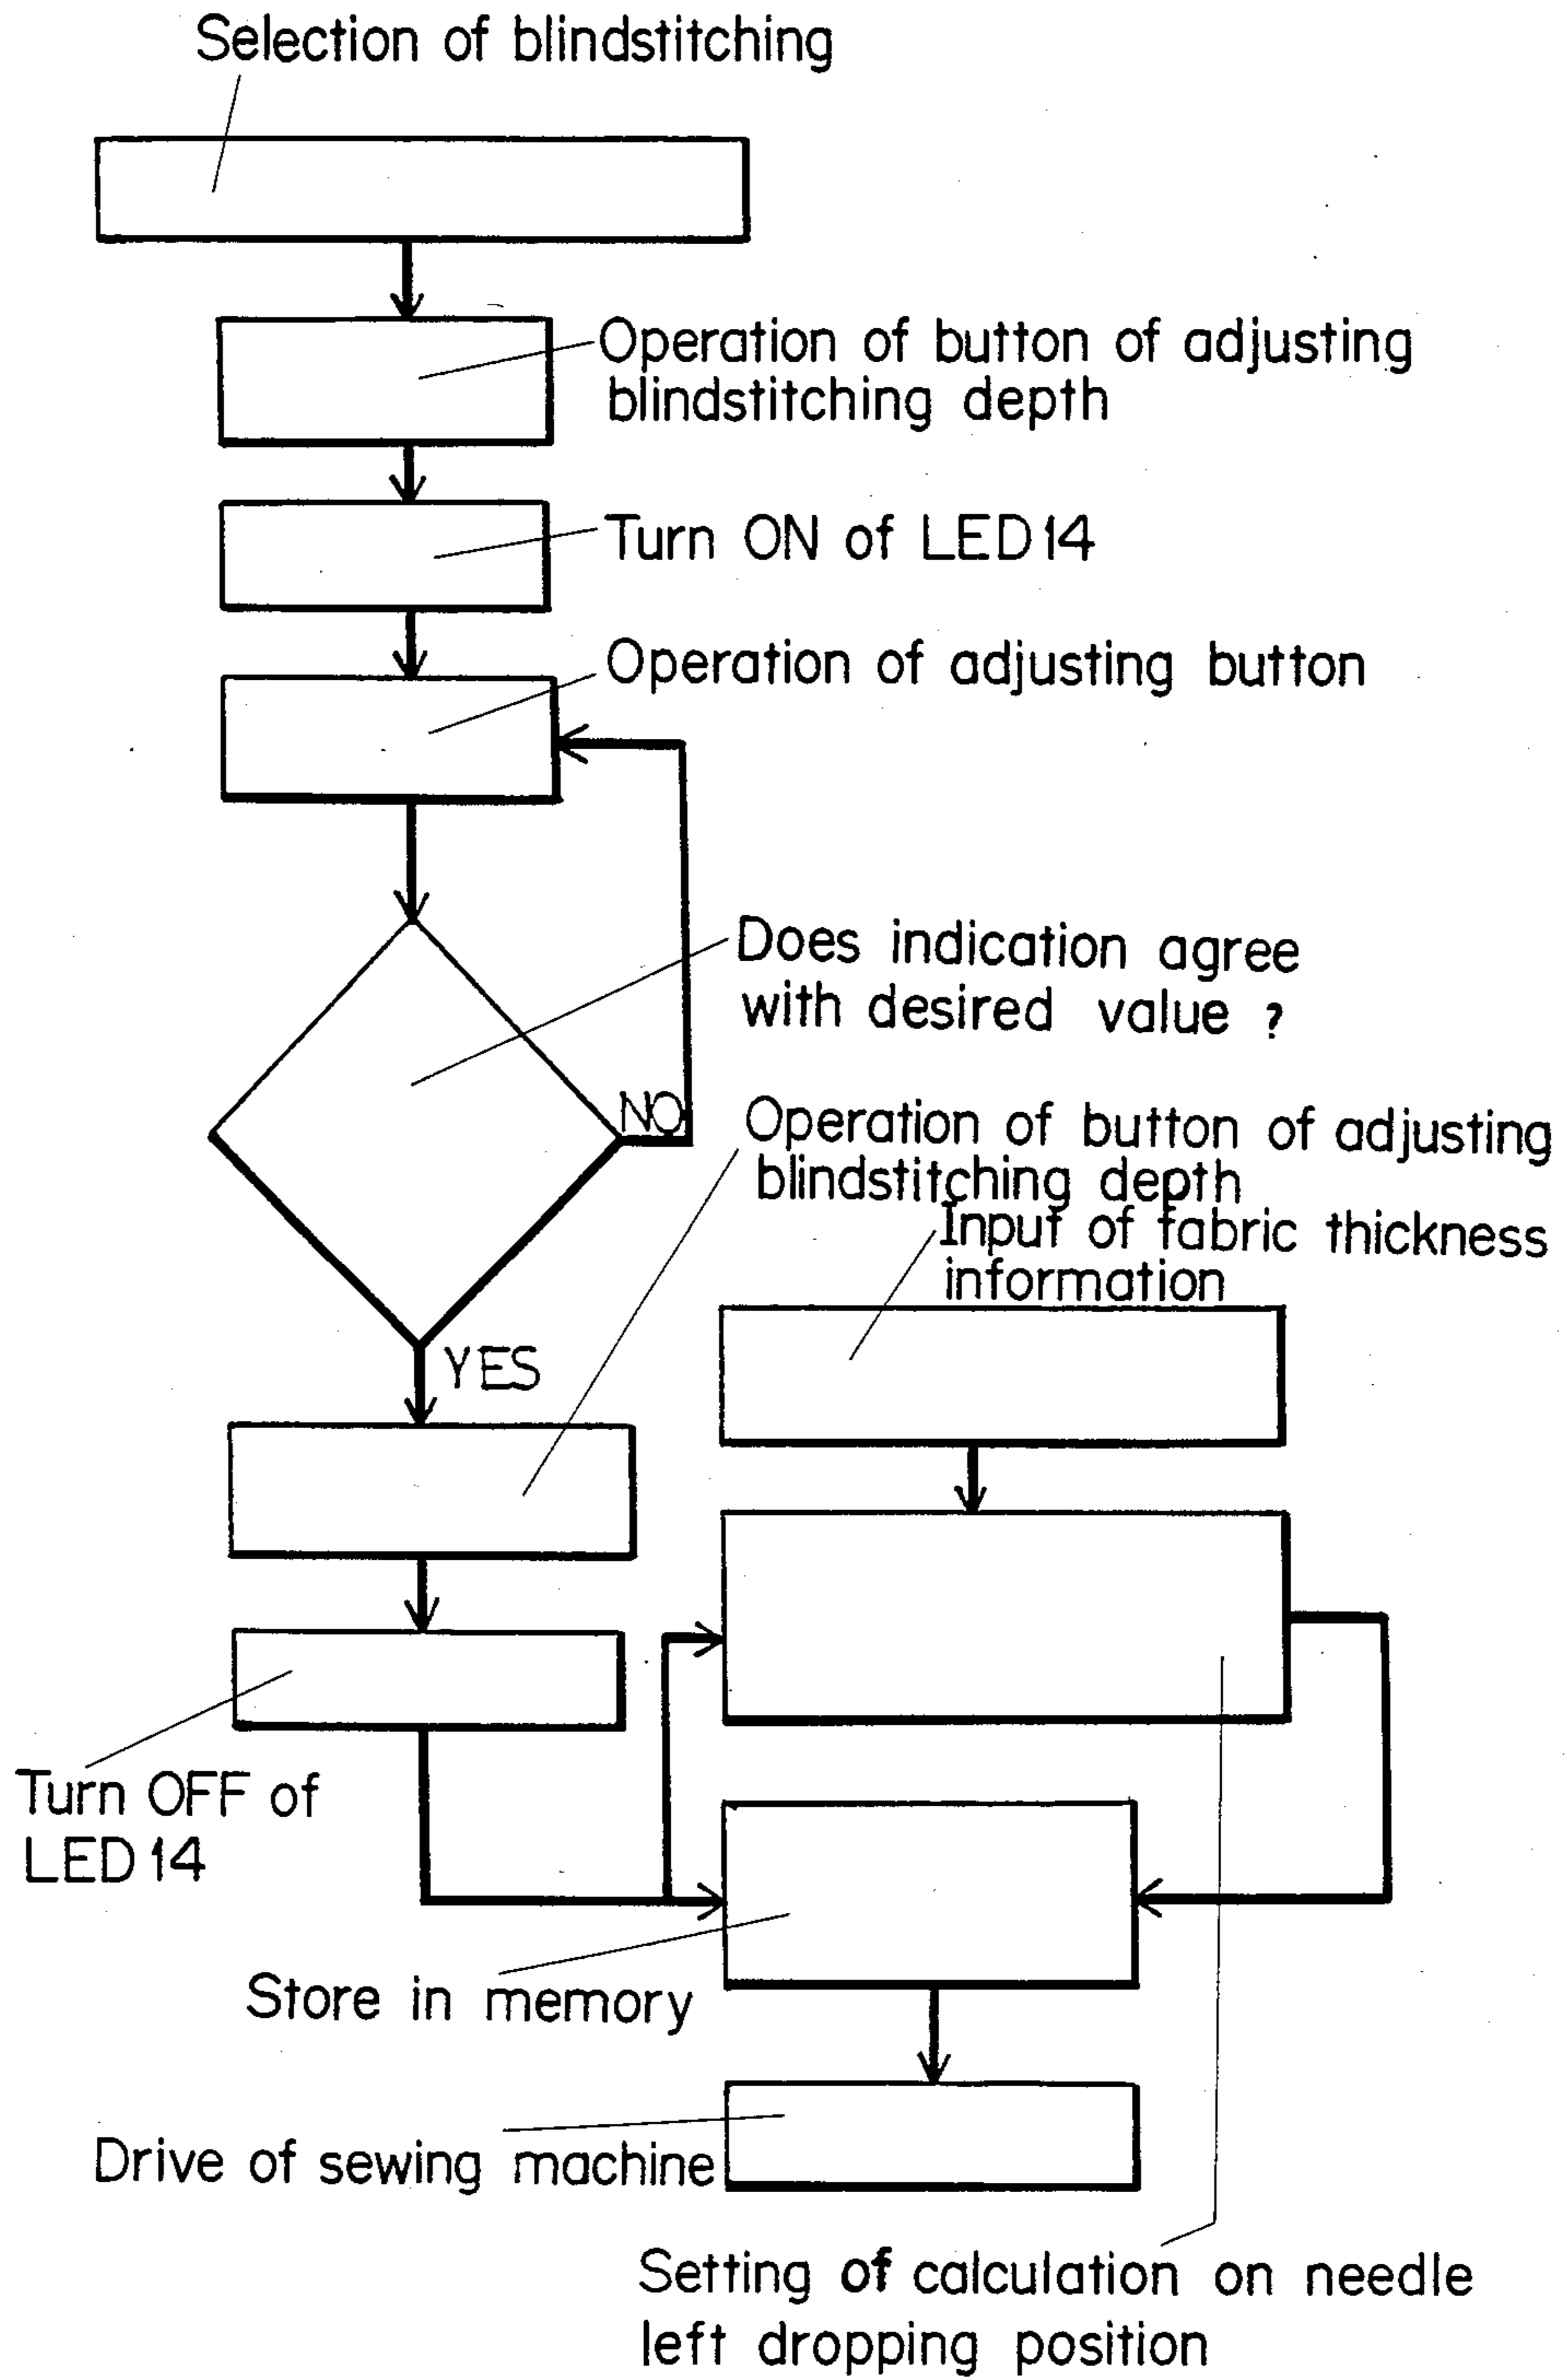 Selection of blindstitching
Operation of button of adjusting
blindstitching depth
Turn ON of LED14
Operation of adjusting button
Does indication agree
with desired value ?
NO
Operation of button of adjusting
blindstitching depth
Input of fabric thickness
information
YES
Turn OFF of
LED14
Store in memory
Drive of sewing machine
Setting of calculation on needle
left dropping position